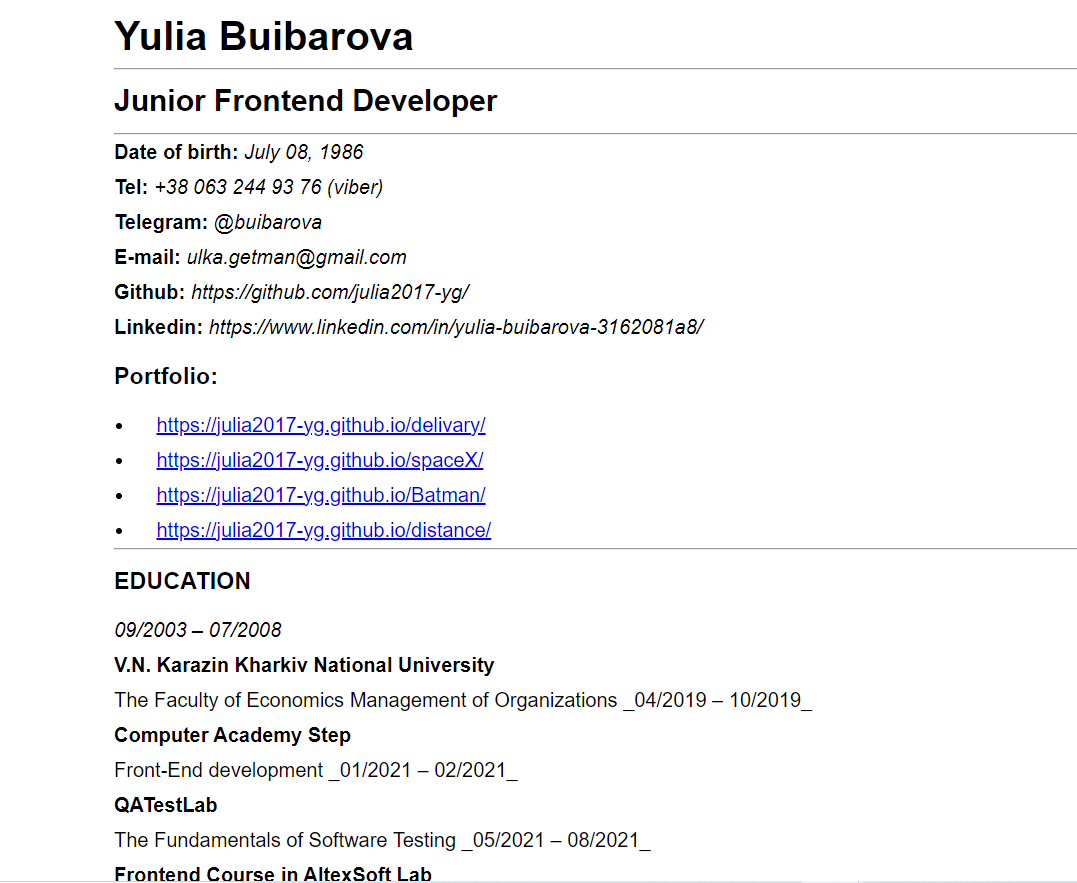 Yulia Buibarova
Junior Frontend Developer
Date of birth: July 08, 1986
Tel: +38 063 244 93 76 (viber)
Telegram: @buibarova
E-mail: ulka.getman@gmail.com
Github: https://github.com/julia2017-yg/
Linkedin: https://www.linkedin.com/in/yulia-buibarova-3162081a8/
Portfolio:
• https://julia2017-yg.github.io/delivary/
• https://julia2017-yg.github.io/spaceX/
• https://julia2017-yg.github.io/Batman/
• https://julia2017-yg.github.io/distance/
EDUCATION
09/2003 – 07/2008
V.N. Karazin Kharkiv National University
The Faculty of Economics Management of Organizations _04/2019 – 10/2019_
Computer Academy Step
Front-End development _01/2021 – 02/2021_
QATestLab
The Fundamentals of Software Testing _05/2021 – 08/2021_
Frontend Course in AltexSoft Lab